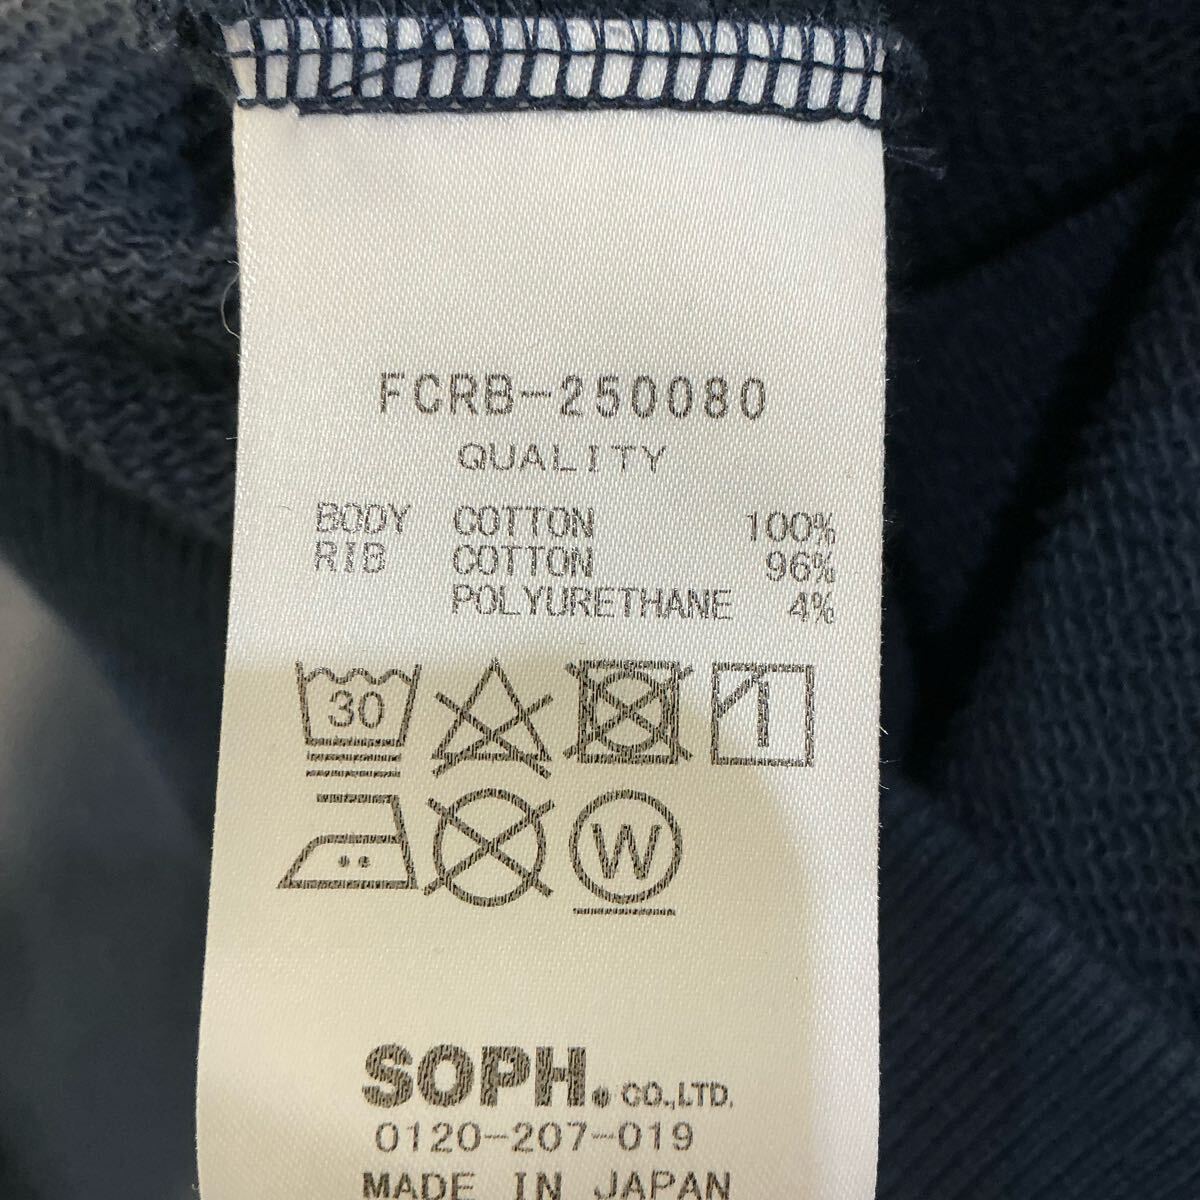 FCRB-250080
QUALITY
BODY COTTON 100%
RIB COTTON 96%
POLYURETHANE 4%
30
W
SOPH. CO.,LTD.
0120-207-019
MADE IN JAPAN